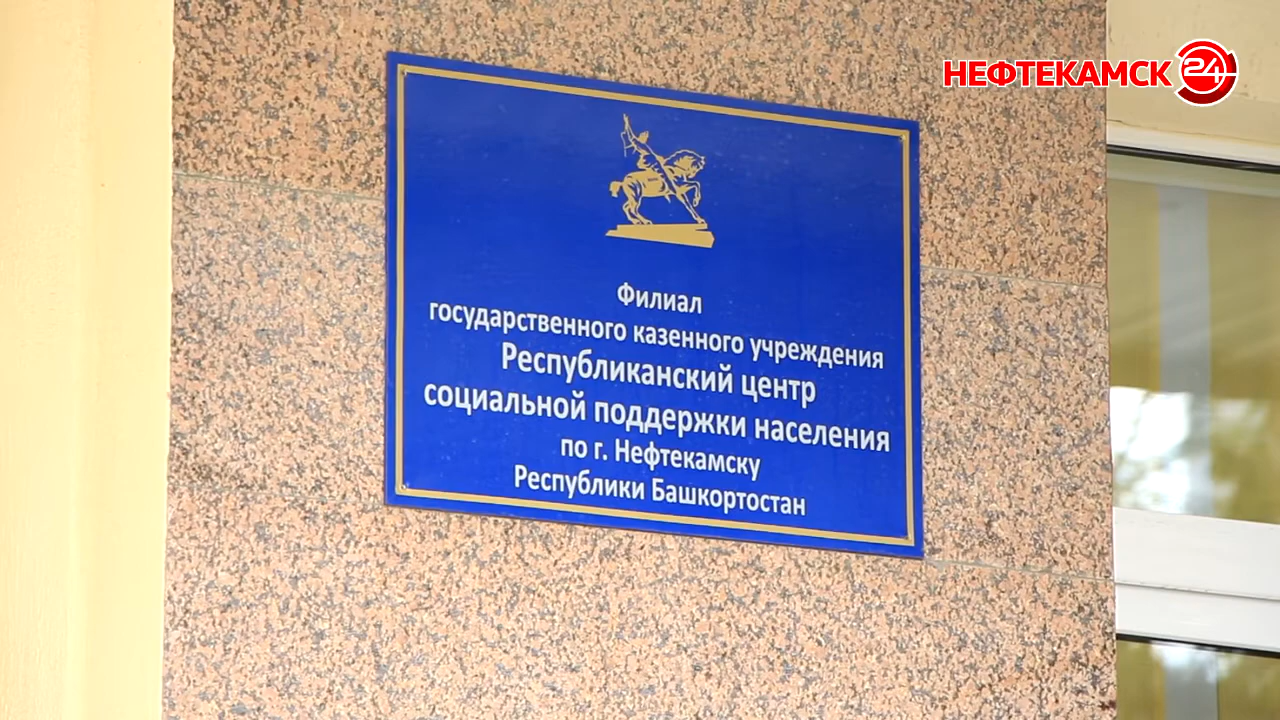 НЕФТЕКАМСК 24
Филиал
государственного казенного учреждения
Республиканский центр
социальной поддержки населения
по г. Нефтекамску
Республики Башкортостан